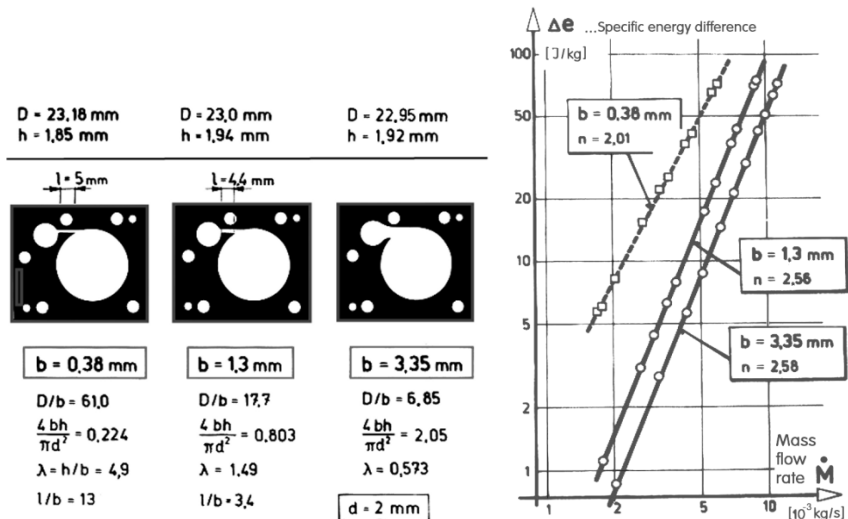 D = 23,18 mm
h = 1,85 mm
D = 23,0 mm
h = 1,94 mm
D = 22,95 mm
h = 1,92 mm
l = 5 mm
l = 4,4 mm
b = 0,38 mm
D/b = 61,0
4 bh / πd² = 0,224
λ = h/b = 4,9
l/b = 13
b = 1,3 mm
D/b = 17,7
4 bh / πd² = 0,803
λ = 1,49
l/b = 3,4
b = 3,35 mm
D/b = 6,85
4 bh / πd² = 2,05
λ = 0,573
d = 2 mm
Δe ...Specific energy difference
[J/kg]
100
50
20
10
5
2
1
b = 0,38 mm
n = 2,01
b = 1,3 mm
n = 2,56
b = 3,35 mm
n = 2,58
Mass
flow
rate Ṁ
1 2 5 10
[10⁻³ kg/s]